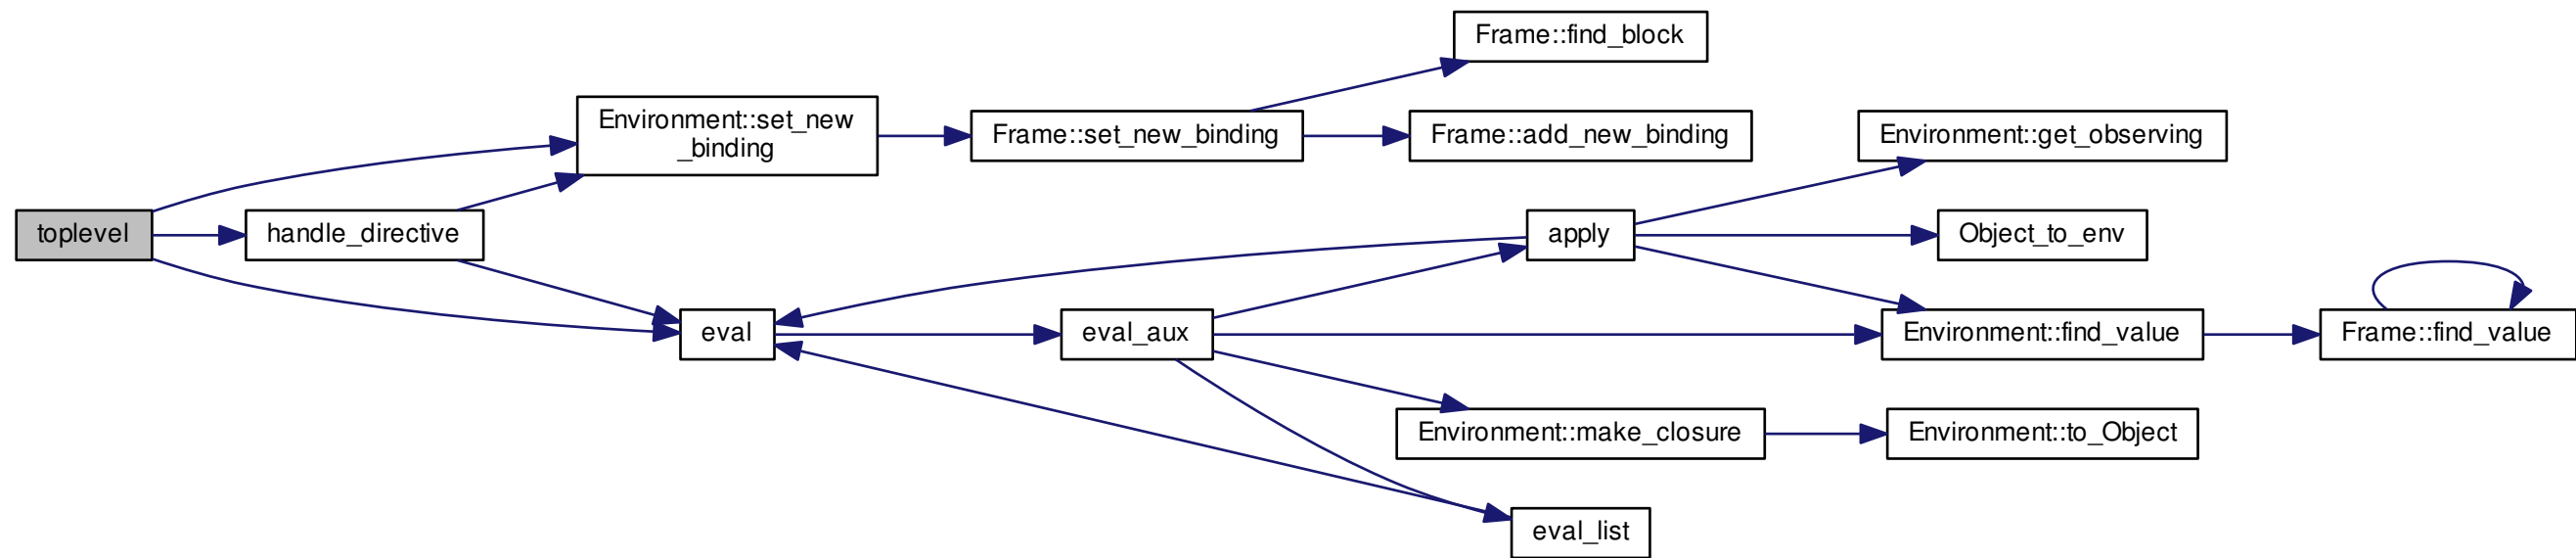 Frame::find_block
Environment::set_new
_binding
Frame::set_new_binding
Frame::add_new_binding
Environment::get_observing
toplevel
handle_directive
apply
Object_to_env
eval
eval_aux
Environment::find_value
Frame::find_value
Environment::make_closure
Environment::to_Object
eval_list